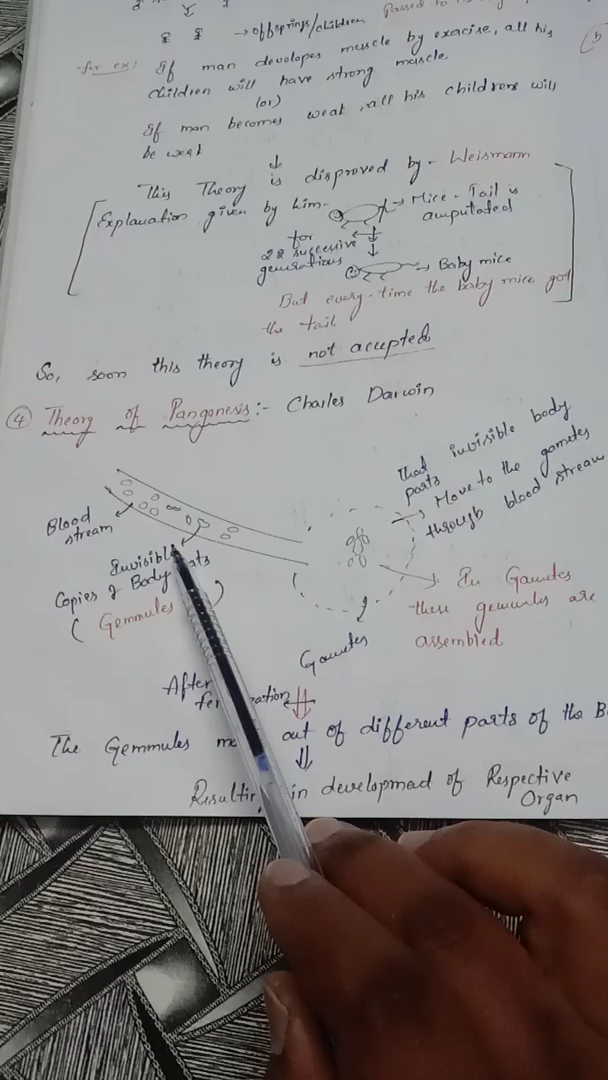 → offsprings/children
Passed to
for ex:
If man developes muscle by exercise, all his
children will have strong muscle
(or)
If man becomes weak, all his childrens will
be weak
↓
This Theory is disproved by - Weismann
Explanation given by him-
→ Mice - Tail is
amputated
for
22 successive
generations
→ Baby mice
But every time the baby mice got
the tail
So, soon this theory is not accepted
④ Theory of Pangenesis :- Charles Darwin
That invisible body
parts
→ Move to the gametes
through blood stream
Blood
stream
Invisible
Copies of Body parts
( Gemmules )
→ In Gametes
these gemmules are
assembled
Gametes
After
The Gemmules out of different parts of the B
in developmad of Respective
Organ